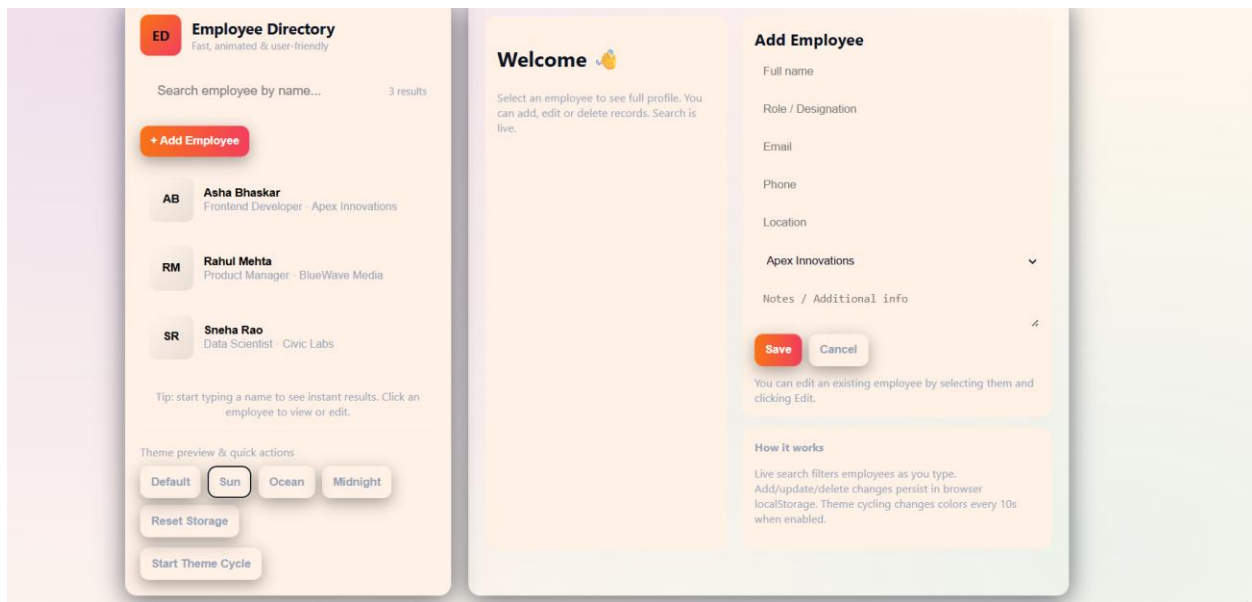 ED
Employee Directory
Fast, animated & user-friendly
Search employee by name...
3 results
+ Add Employee
AB
Asha Bhaskar
Frontend Developer · Apex Innovations
RM
Rahul Mehta
Product Manager · BlueWave Media
SR
Sneha Rao
Data Scientist · Civic Labs
Tip: start typing a name to see instant results. Click an
employee to view or edit.
Theme preview & quick actions
Default
Sun
Ocean
Midnight
Reset Storage
Start Theme Cycle
Welcome 👋
Select an employee to see full profile. You
can add, edit or delete records. Search is
live.
Add Employee
Full name
Role / Designation
Email
Phone
Location
Apex Innovations
Notes / Additional info
Save
Cancel
You can edit an existing employee by selecting them and
clicking Edit.
How it works
Live search filters employees as you type.
Add/update/delete changes persist in browser
localStorage. Theme cycling changes colors every 10s
when enabled.